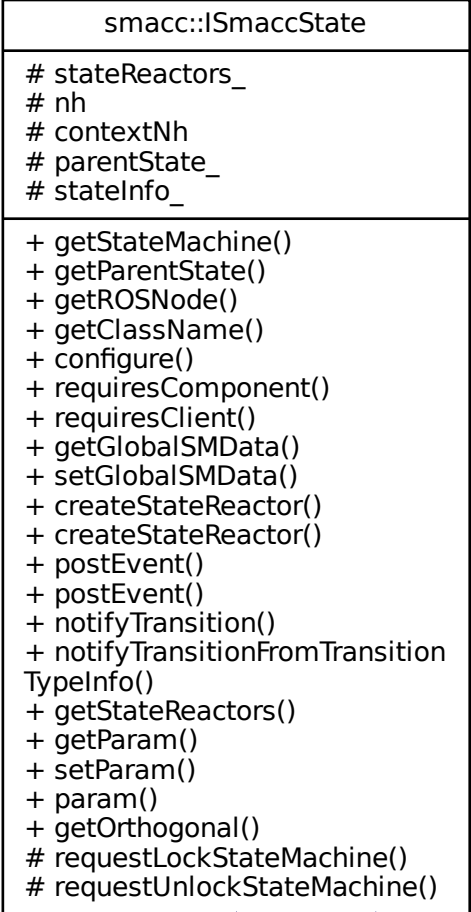 smacc::ISmaccState
# stateReactors_
# nh
# contextNh
# parentState_
# stateInfo_
+ getStateMachine()
+ getParentState()
+ getROSNode()
+ getClassName()
+ configure()
+ requiresComponent()
+ requiresClient()
+ getGlobalSMData()
+ setGlobalSMData()
+ createStateReactor()
+ createStateReactor()
+ postEvent()
+ postEvent()
+ notifyTransition()
+ notifyTransitionFromTransition
TypeInfo()
+ getStateReactors()
+ getParam()
+ setParam()
+ param()
+ getOrthogonal()
# requestLockStateMachine()
# requestUnlockStateMachine()